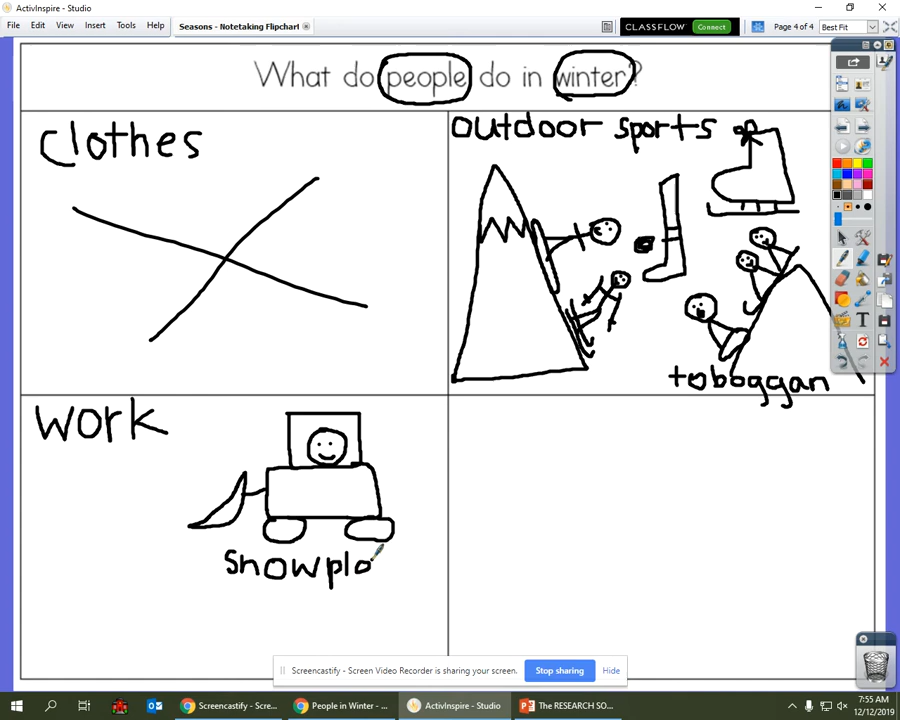 ActivInspire - Studio
File Edit View Insert Tools Help
Seasons - Notetaking Flipchart
CLASSFLOW Connect
Page 4 of 4
Best Fit
What do people do in winter?
Clothes
outdoor sports
toboggan
work
snowplo
Screencastify - Screen Video Recorder is sharing your screen.
Stop sharing
Hide
Screencastify - Scre...
People in Winter - ...
ActivInspire - Studio
The RESEARCH SO...
7:55 AM
12/12/2019